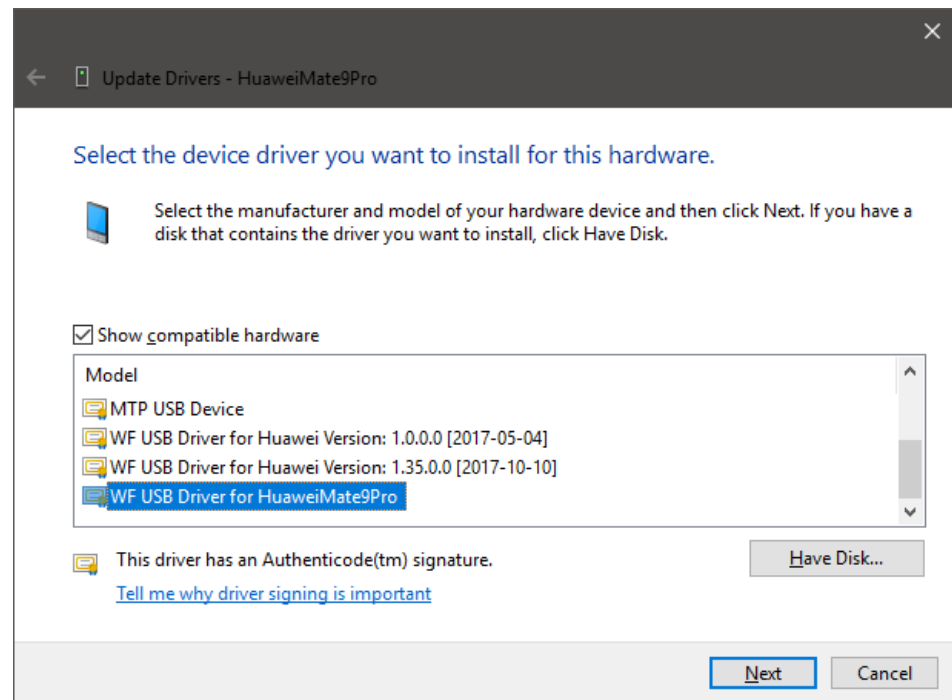 Update Drivers - HuaweiMate9Pro
Select the device driver you want to install for this hardware.
Select the manufacturer and model of your hardware device and then click Next. If you have a
disk that contains the driver you want to install, click Have Disk.
Show compatible hardware
Model
MTP USB Device
WF USB Driver for Huawei Version: 1.0.0.0 [2017-05-04]
WF USB Driver for Huawei Version: 1.35.0.0 [2017-10-10]
WF USB Driver for HuaweiMate9Pro
This driver has an Authenticode(tm) signature.
Have Disk...
Tell me why driver signing is important
Next
Cancel